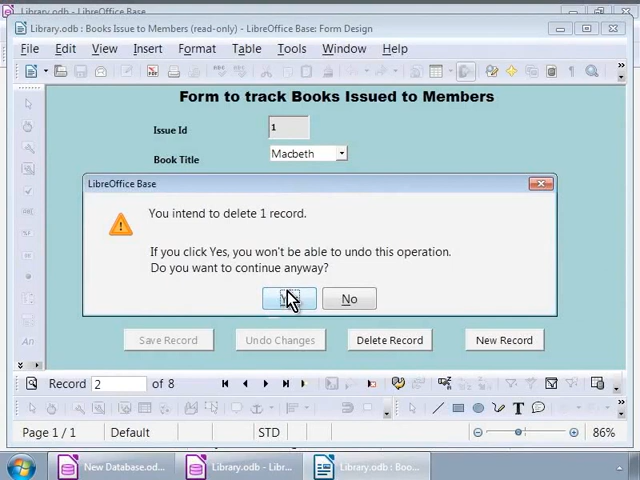 Library.odb - LibreOffice Base
Library.odb : Books Issue to Members (read-only) - LibreOffice Base: Form Design
File Edit View Insert Format Table Tools Window Help
Form to track Books Issued to Members
Issue Id 1
Book Title Macbeth
LibreOffice Base
You intend to delete 1 record.
If you click Yes, you won't be able to undo this operation.
Do you want to continue anyway?
No
Save Record Undo Changes Delete Record New Record
Record 2 of 8
Page 1 / 1 Default STD 86%
New Database.od... Library.odb - Libr... Library.odb : Boo...